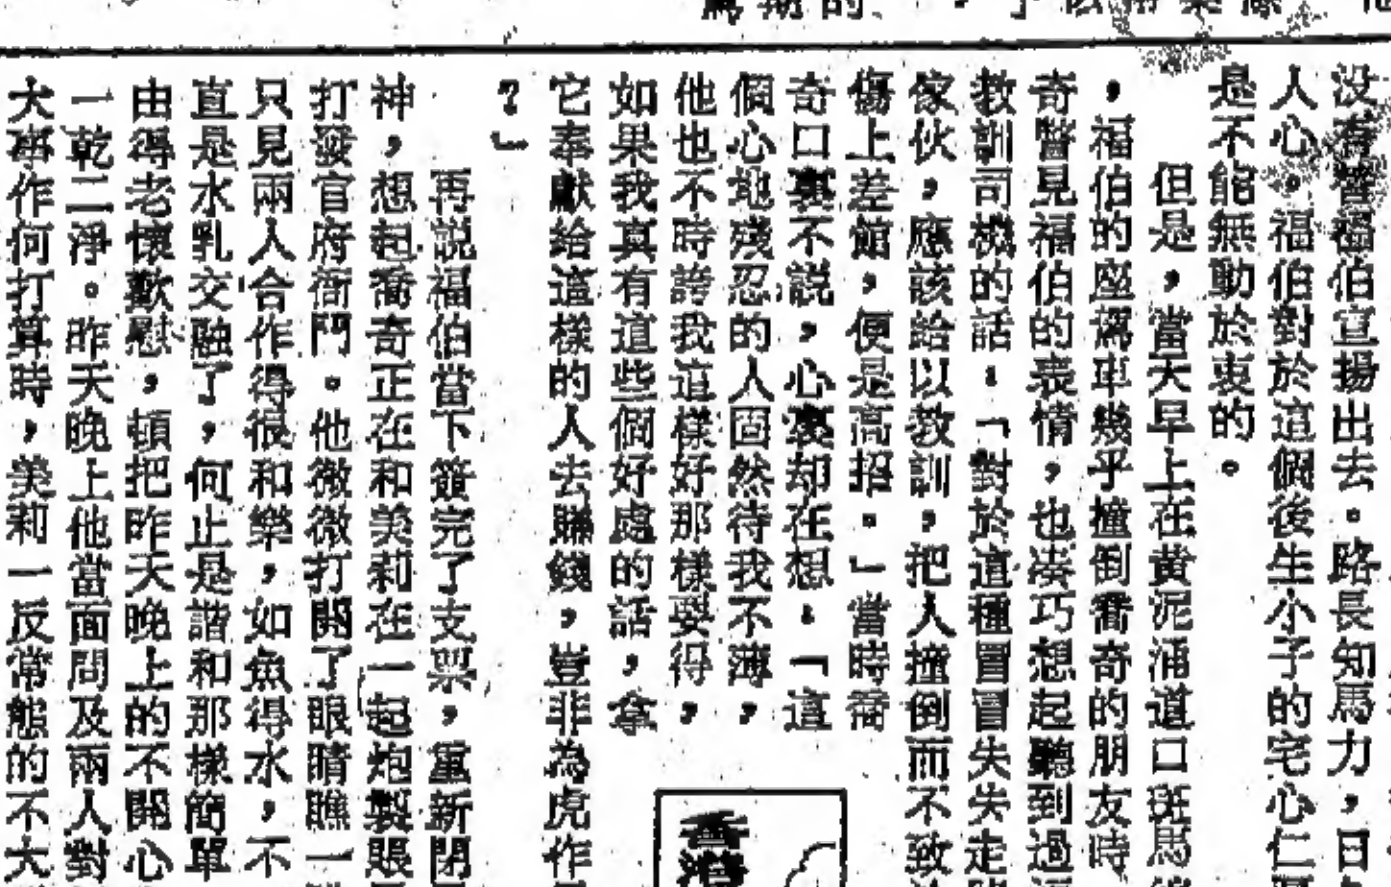 為期的
没有替福伯宣揚出去。路長知馬力，日
人心。福伯對於這個後生小子的宅心仁
是不能無動於衷的。
但是，當天早上在黄泥涌道口斑馬
，福伯的座駕車幾乎撞倒喬奇的朋友時
奇瞥見福伯的表情，也湊巧想起聽到過
教訓司機的話：「對於這種冒冒失失走
傢伙，應該給以教訓，把人撞倒而不致
傷上差館，便是高招。」當時喬
奇口裏不説，心裏却在想：「這
個心地殘忍的人固然待我不薄，
他也不時誇我這樣好那樣要得，
如果我真有這些個好處的話，拿
它奉獻給這樣的人去賺錢，豈非為虎作
？」
再説福伯當下簽完了支票，重新閉
神，想起喬奇正在和美莉在一起炮製賬
打發官府衙門。他微微打開了眼睛瞧一
只見兩人合作得很和樂，如魚得水，不
直是水乳交融了，何止是諧和那樣簡單
由得老懷歡慰，頓把昨天晚上的不開心
一乾二淨。昨天晚上他當面問及兩人對
大事作何打算時，美莉一反常態的不大
香港